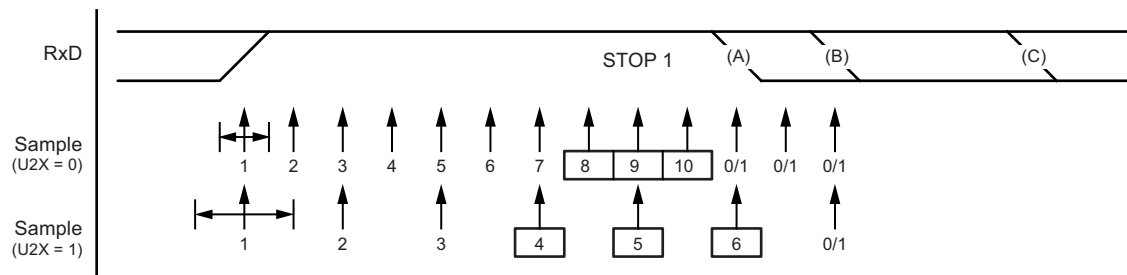 RxD
STOP 1 (A) (B) (C)
Sample
(U2X = 0)
1 2 3 4 5 6 7 8 9 10 0/1 0/1 0/1
Sample
(U2X = 1)
1 2 3 4 5 6 0/1